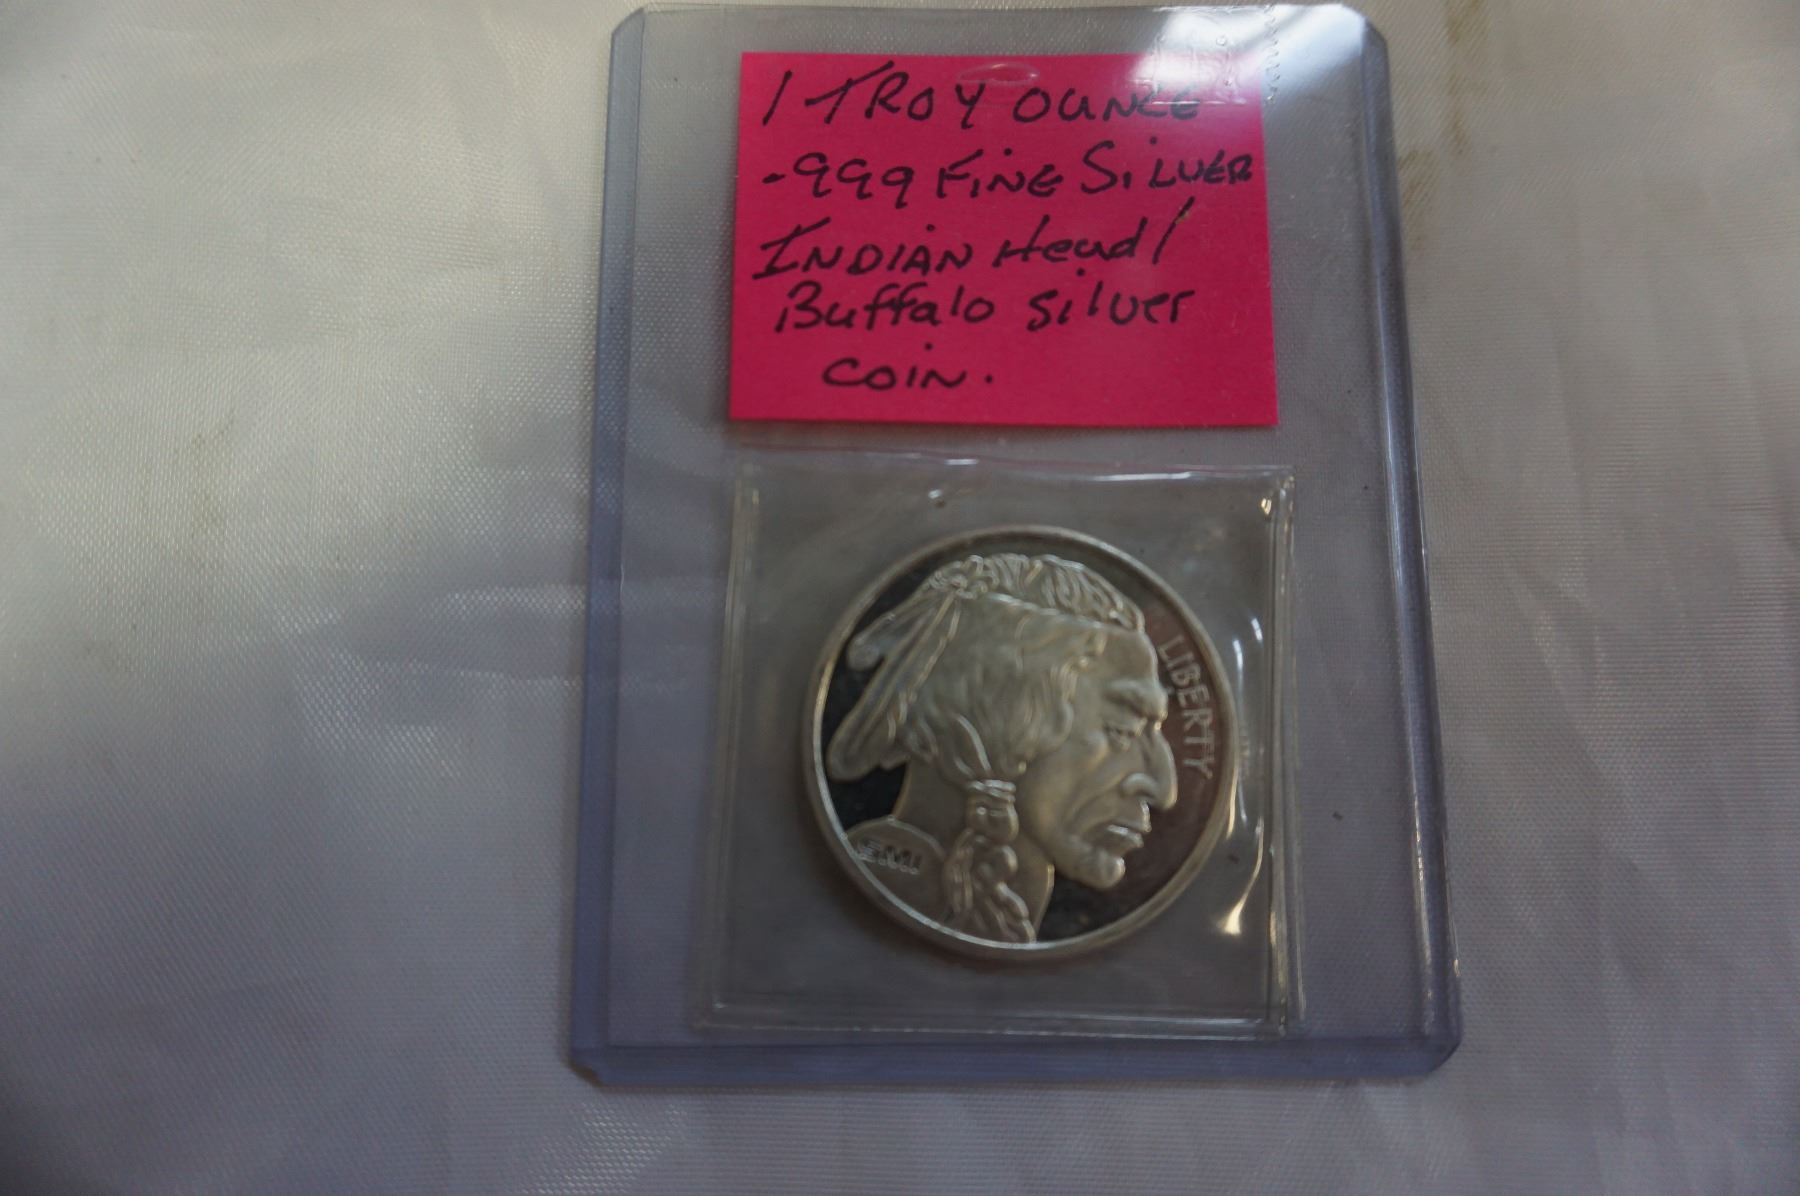 1 TROY OUNCE
.999 FINE SILVER
INDIAN Head/
Buffalo silver
COIN.
LIBERTY
SMI